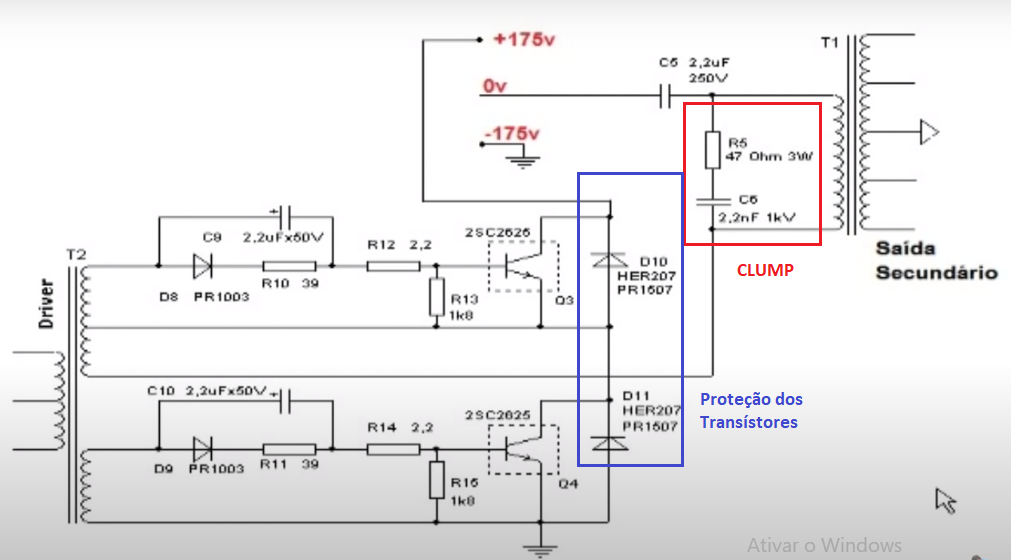 +175v
T1
C5 2,2uF
250V
0v
-175v
R5
47 Ohm 3W
C6
2,2nF 1kV
CLUMP
Saída
Secundário
T2
Driver
C9 2,2uFx50V
+
R12 2,2
2SC2625
D8 PR1003
R10 39
R13
1k8
Q3
D10
HER207
PR1507
C10 2,2uFx50V
+
R14 2,2
2SC2625
D11
HER207
PR1507
Proteção dos
Transístores
D9 PR1003
R11 39
R15
1k8
Q4
Ativar o Windows